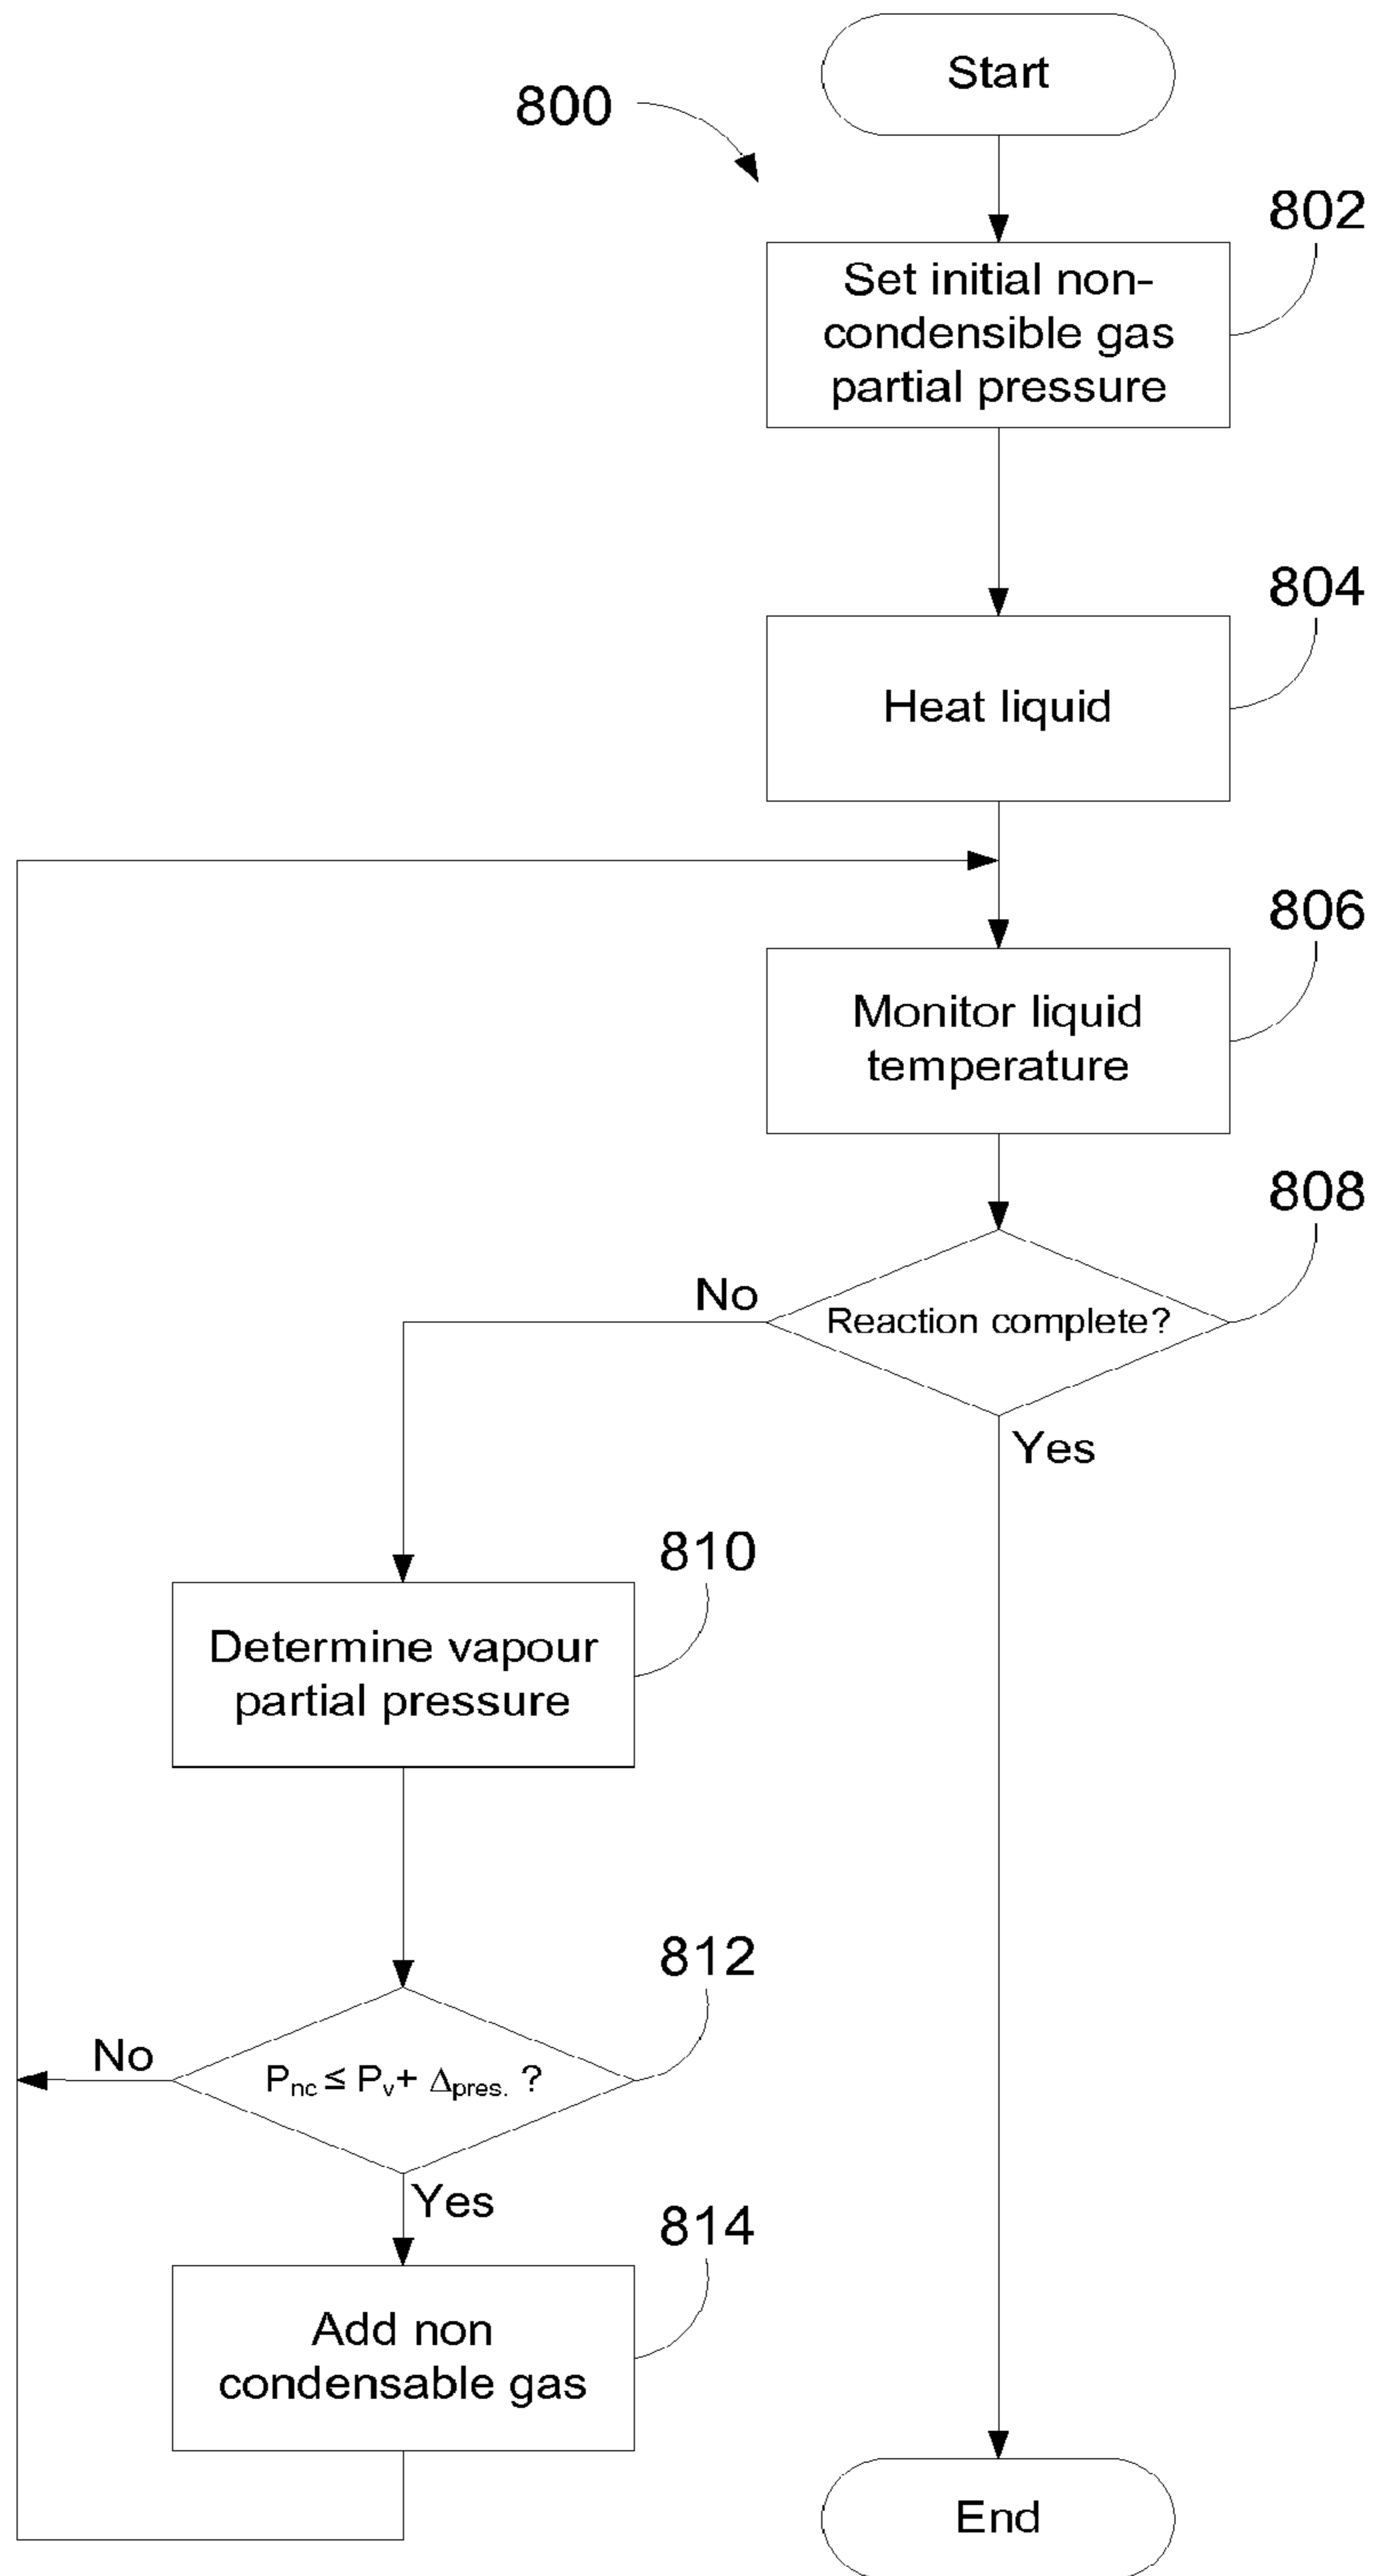 Start
800
802
Set initial non-
condensible gas
partial pressure
804
Heat liquid
806
Monitor liquid
temperature
808
No
Reaction complete?
Yes
810
Determine vapour
partial pressure
812
No
Pnc ≤ Pv + Δpres. ?
Yes
814
Add non
condensable gas
End